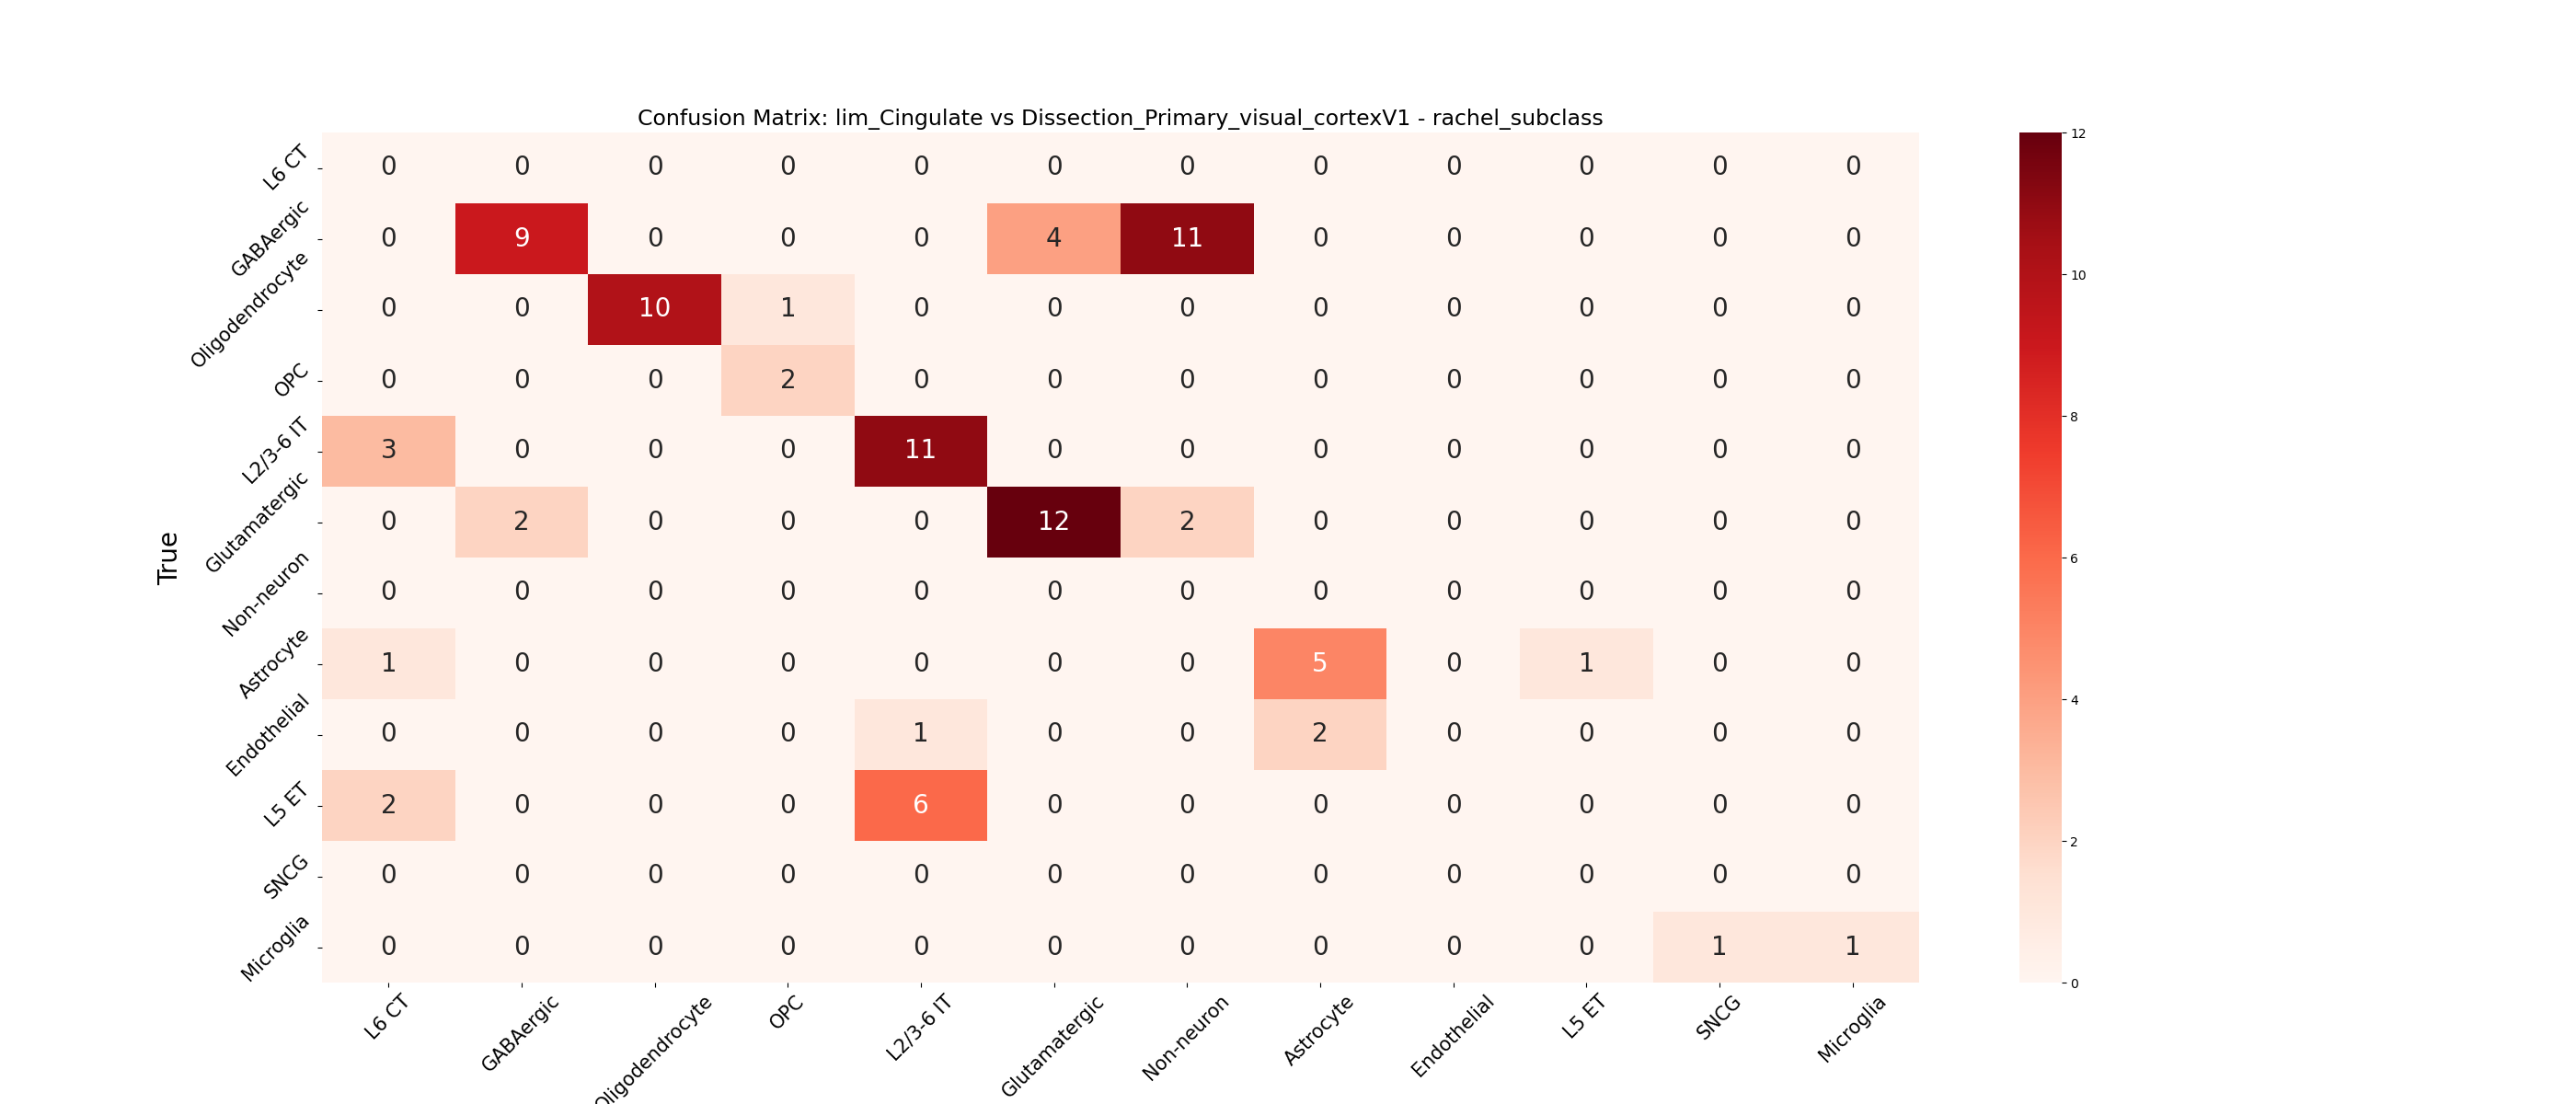 Confusion Matrix: lim_Cingulate vs Dissection_Primary_visual_cortexV1 - rachel_subclass
True
L6 CT 0 0 0 0 0 0 0 0 0 0 0 0
GABAergic 0 9 0 0 0 4 11 0 0 0 0 0
Oligodendrocyte 0 0 10 1 0 0 0 0 0 0 0 0
OPC 0 0 0 2 0 0 0 0 0 0 0 0
L2/3-6 IT 3 0 0 0 11 0 0 0 0 0 0 0
Glutamatergic 0 2 0 0 0 12 2 0 0 0 0 0
Non-neuron 0 0 0 0 0 0 0 0 0 0 0 0
Astrocyte 1 0 0 0 0 0 0 5 0 1 0 0
Endothelial 0 0 0 0 1 0 0 2 0 0 0 0
L5 ET 2 0 0 0 6 0 0 0 0 0 0 0
SNCG 0 0 0 0 0 0 0 0 0 0 0 0
Microglia 0 0 0 0 0 0 0 0 0 0 1 1
L6 CT GABAergic Oligodendrocyte OPC L2/3-6 IT Glutamatergic Non-neuron Astrocyte Endothelial L5 ET SNCG Microglia
12
10
8
6
4
2
0